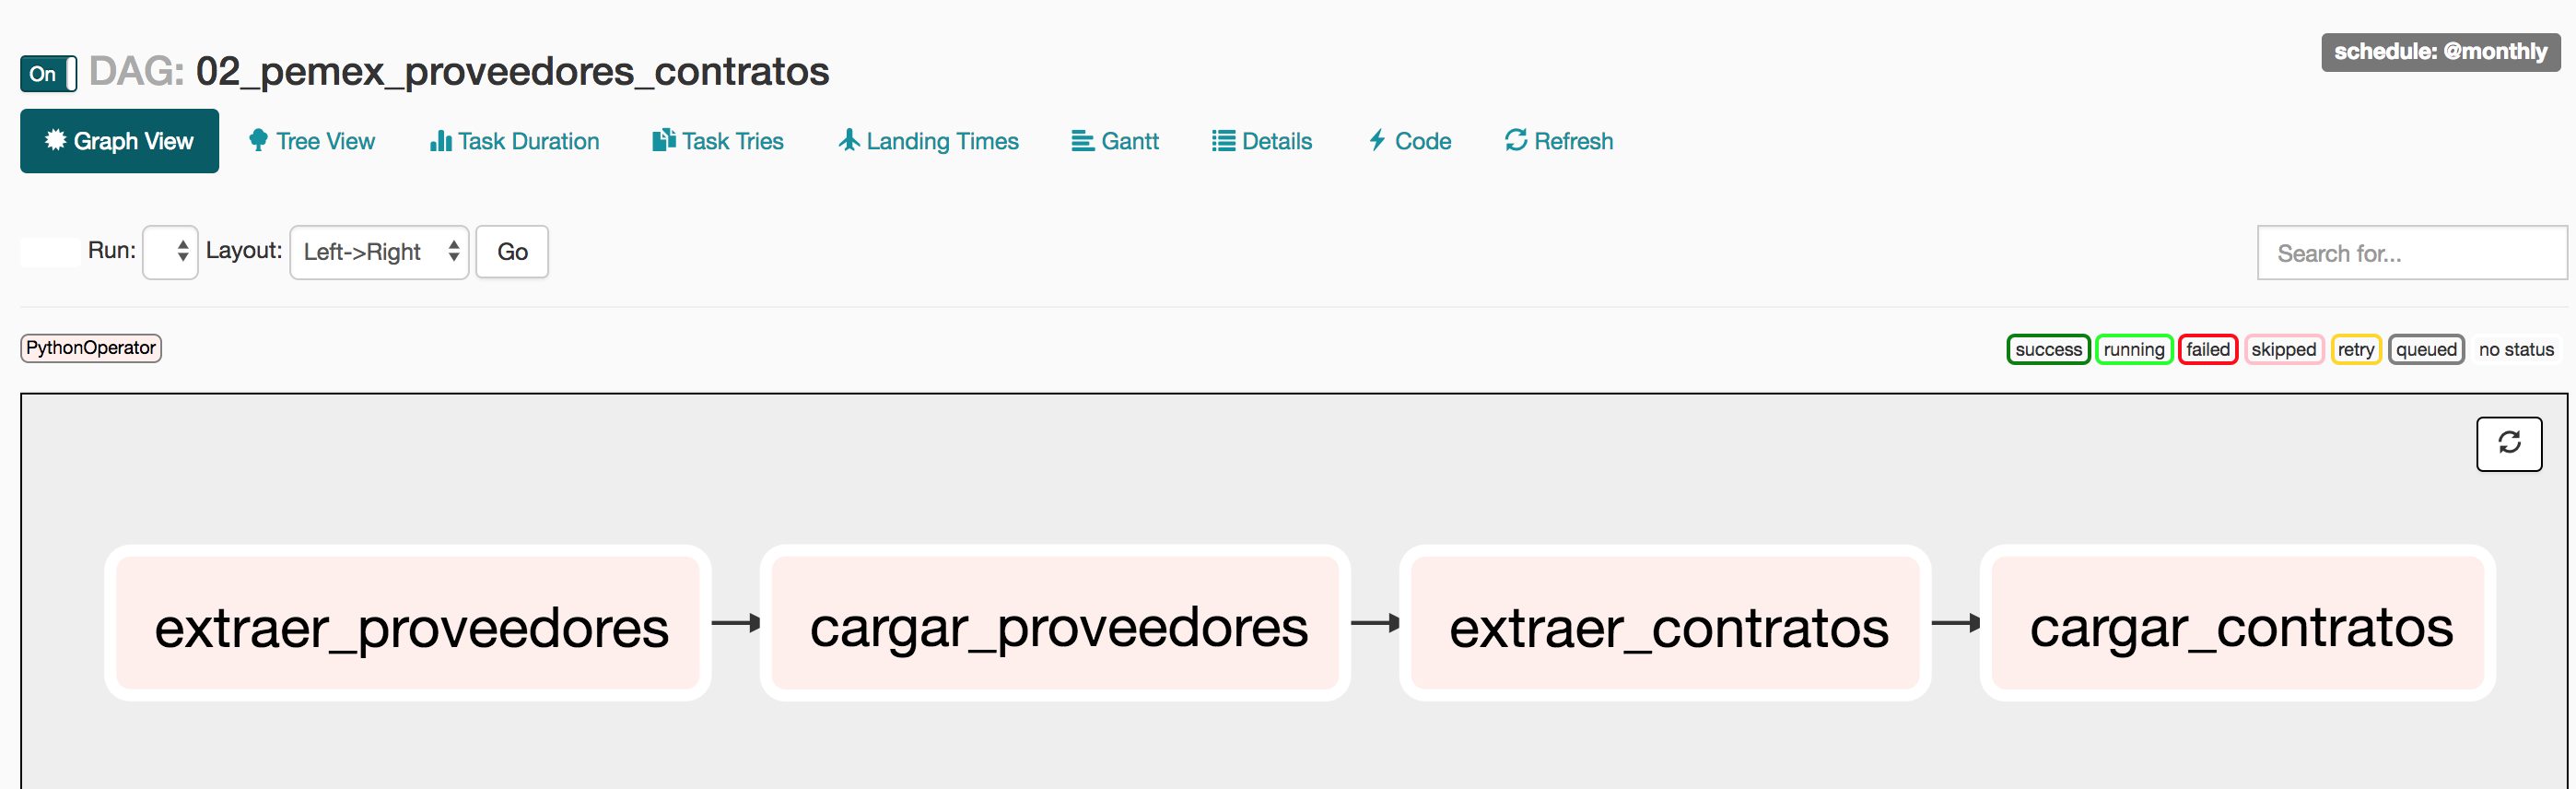 On DAG: 02_pemex_proveedores_contratos
schedule: @monthly
Graph View Tree View Task Duration Task Tries Landing Times Gantt Details Code Refresh
Run: Layout: Left->Right Go
Search for...
PythonOperator
success running failed skipped retry queued no status
extraer_proveedores cargar_proveedores extraer_contratos cargar_contratos